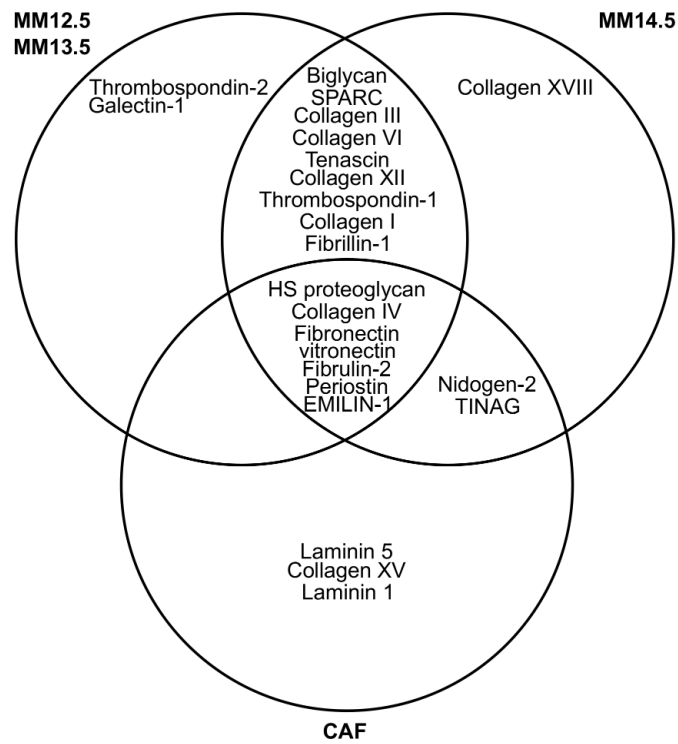 MM12.5
MM13.5
MM14.5
Thrombospondin-2
Galectin-1
Biglycan
SPARC
Collagen III
Collagen VI
Tenascin
Collagen XII
Thrombospondin-1
Collagen I
Fibrillin-1
Collagen XVIII
HS proteoglycan
Collagen IV
Fibronectin
vitronectin
Fibrulin-2
Periostin
EMILIN-1
Nidogen-2
TINAG
Laminin 5
Collagen XV
Laminin 1
CAF